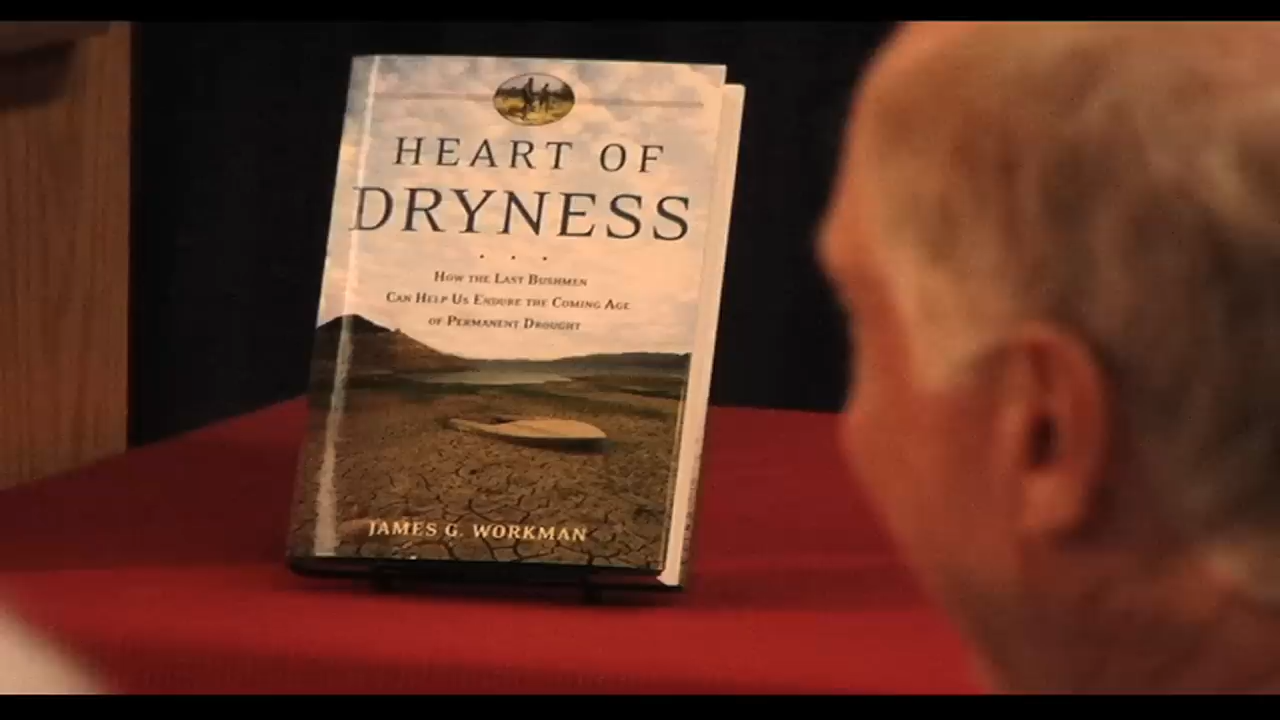 HEART OF
DRYNESS
HOW THE LAST BUSHMEN
CAN HELP US ENDURE THE COMING AGE
OF PERMANENT DROUGHT
JAMES G. WORKMAN